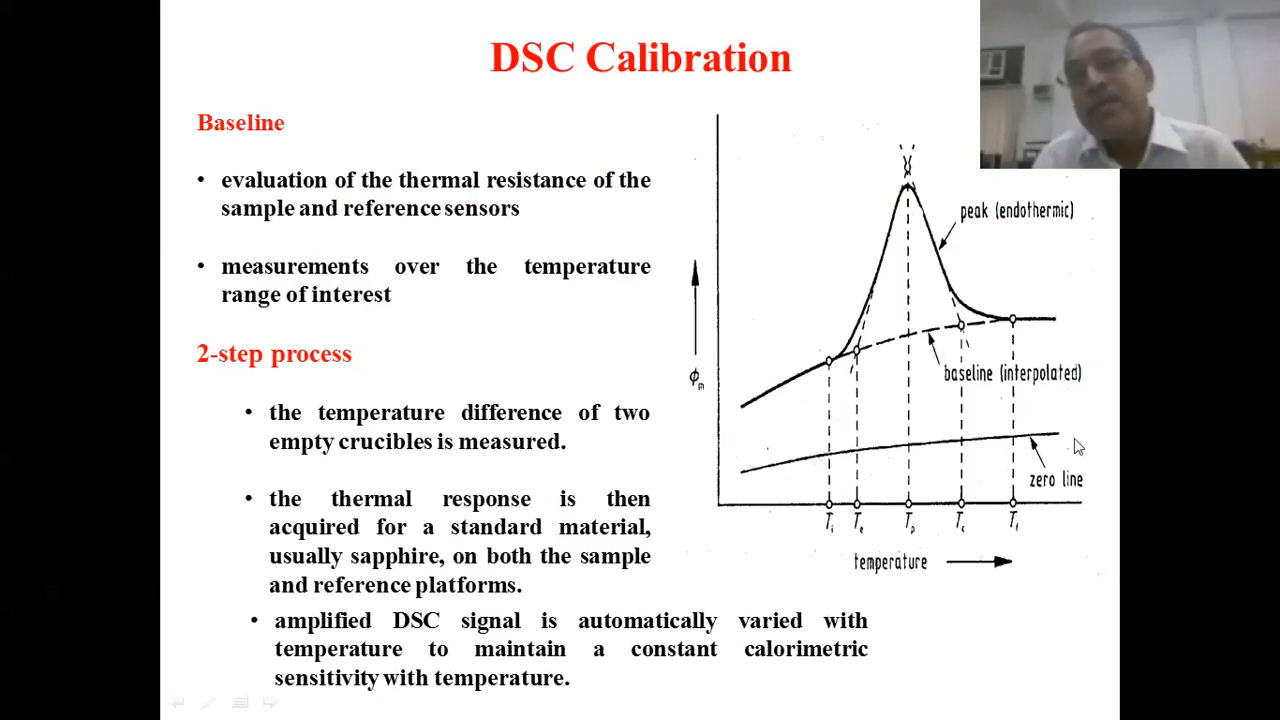 DSC Calibration
Baseline
• evaluation of the thermal resistance of the
sample and reference sensors
• measurements over the temperature
range of interest
2-step process
• the temperature difference of two
empty crucibles is measured.
• the thermal response is then
acquired for a standard material,
usually sapphire, on both the sample
and reference platforms.
• amplified DSC signal is automatically varied with
temperature to maintain a constant calorimetric
sensitivity with temperature.
peak (endothermic)
ϕm
baseline (interpolated)
zero line
Ti Te Tp Tc Tf
temperature